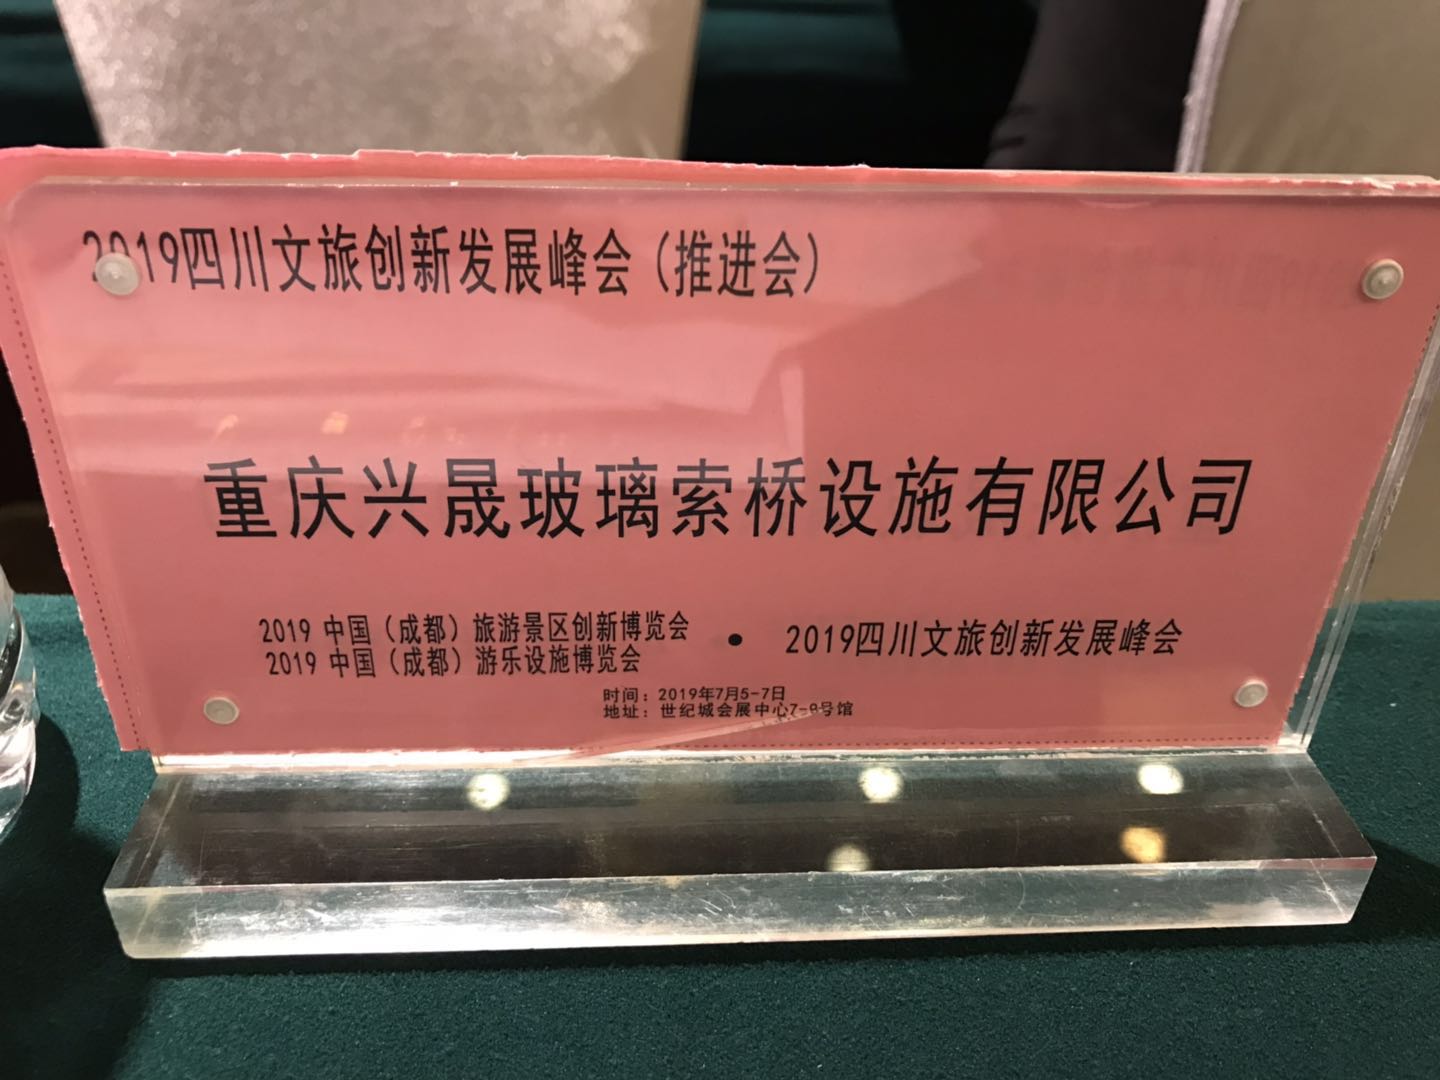 2019四川文旅创新发展峰会（推进会）
重庆兴晟玻璃索桥设施有限公司
2019 中国（成都）旅游景区创新博览会
2019 中国（成都）游乐设施博览会
• 2019四川文旅创新发展峰会
时间：2019年7月5-7日
地址：世纪城会展中心7-9号馆